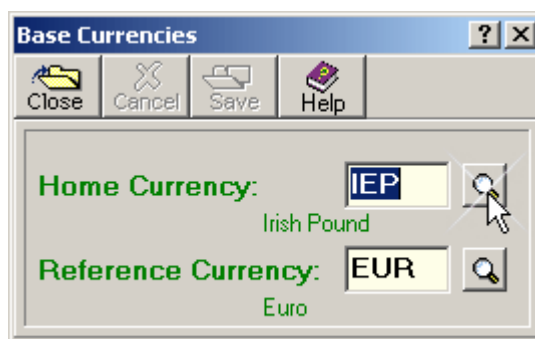 Base Currencies
Close Cancel Save Help
Home Currency: IEP
Irish Pound
Reference Currency: EUR
Euro